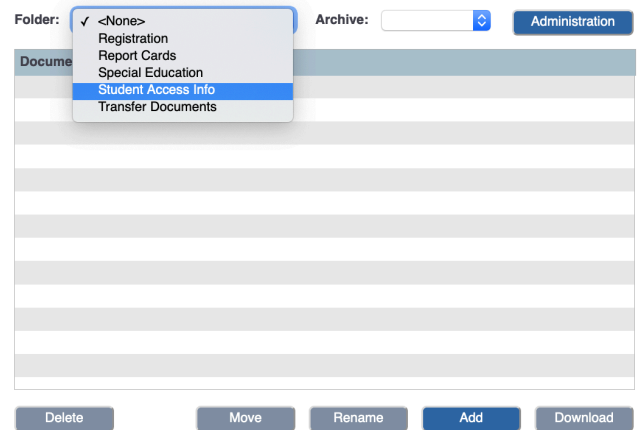 Folder:
✓ <None>
Registration
Report Cards
Special Education
Student Access Info
Transfer Documents
Archive:
Administration
Docume
Delete
Move
Rename
Add
Download